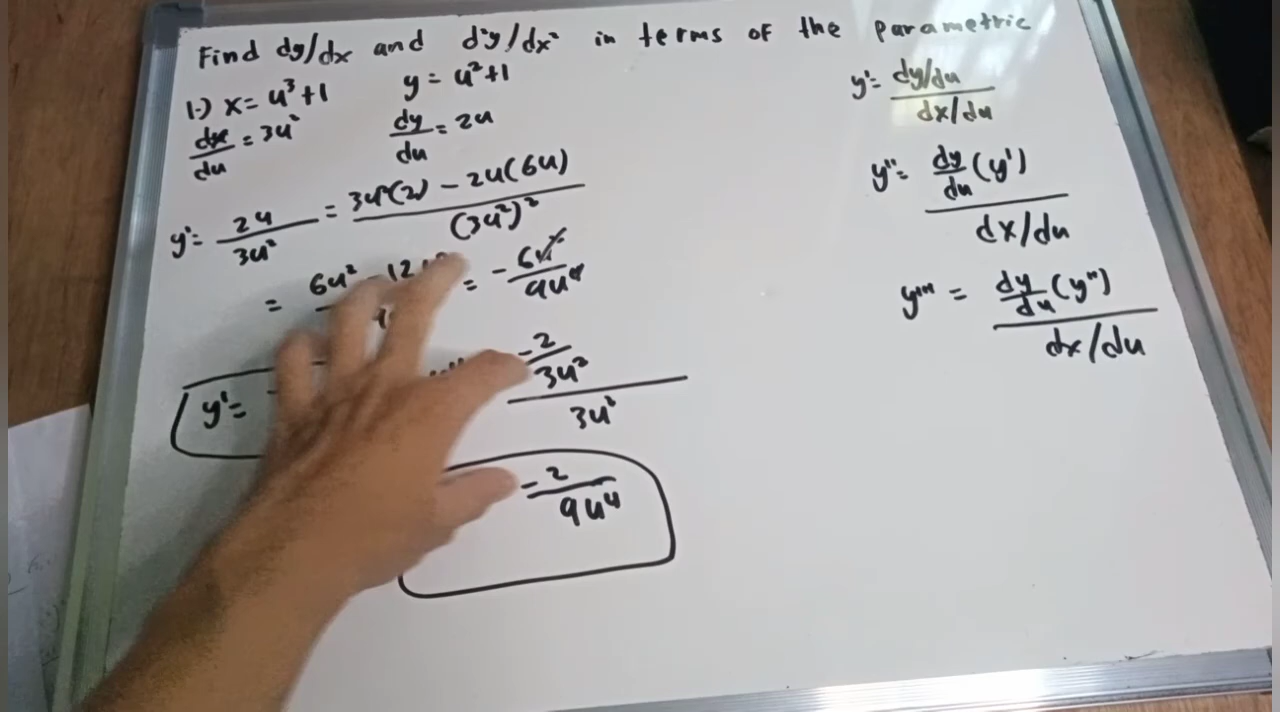 Find dy/dx and d²y/dx² in terms of the parametric
1-) x = u³+1 y = u²+1
dx/du = 3u² dy/du = 2u
y' = 2u/3u² = 3u²(2) - 2u(6u)/(3u²)²
= 6u² - 12 = - 6u²/9u⁴
y' =
-2/3u²/3u²
-2/9u⁴
y' = dy/du/dx/du
y'' = dy/du(y')/dx/du
y''' = dy/du(y'')/dx/du